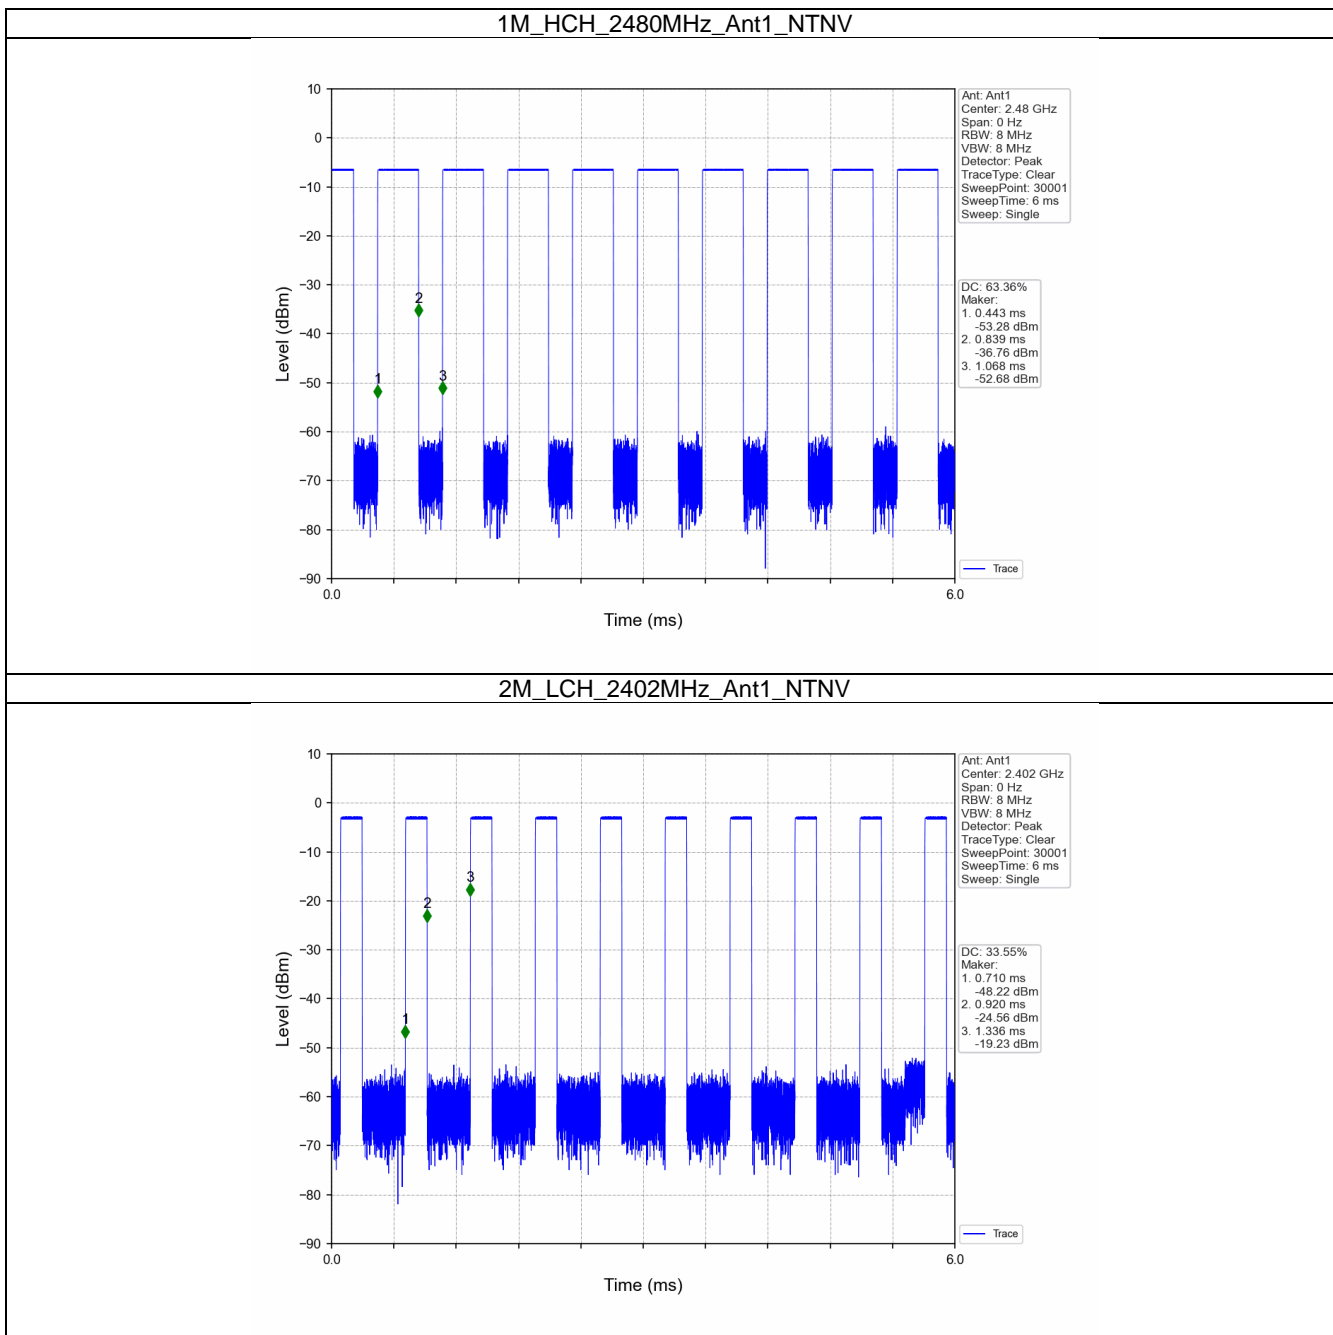 1M_HCH_2480MHz_Ant1_NTNV
10
0
−10
−20
−30
−40
−50
−60
−70
−80
−90
Level (dBm)
0.0
6.0
Time (ms)
1
2
3
Ant: Ant1
Center: 2.48 GHz
Span: 0 Hz
RBW: 8 MHz
VBW: 8 MHz
Detector: Peak
TraceType: Clear
SweepPoint: 30001
SweepTime: 6 ms
Sweep: Single
DC: 63.36%
Maker:
1. 0.443 ms
-53.28 dBm
2. 0.839 ms
-36.76 dBm
3. 1.068 ms
-52.68 dBm
Trace
2M_LCH_2402MHz_Ant1_NTNV
10
0
−10
−20
−30
−40
−50
−60
−70
−80
−90
Level (dBm)
0.0
6.0
Time (ms)
1
2
3
Ant: Ant1
Center: 2.402 GHz
Span: 0 Hz
RBW: 8 MHz
VBW: 8 MHz
Detector: Peak
TraceType: Clear
SweepPoint: 30001
SweepTime: 6 ms
Sweep: Single
DC: 33.55%
Maker:
1. 0.710 ms
-48.22 dBm
2. 0.920 ms
-24.56 dBm
3. 1.336 ms
-19.23 dBm
Trace